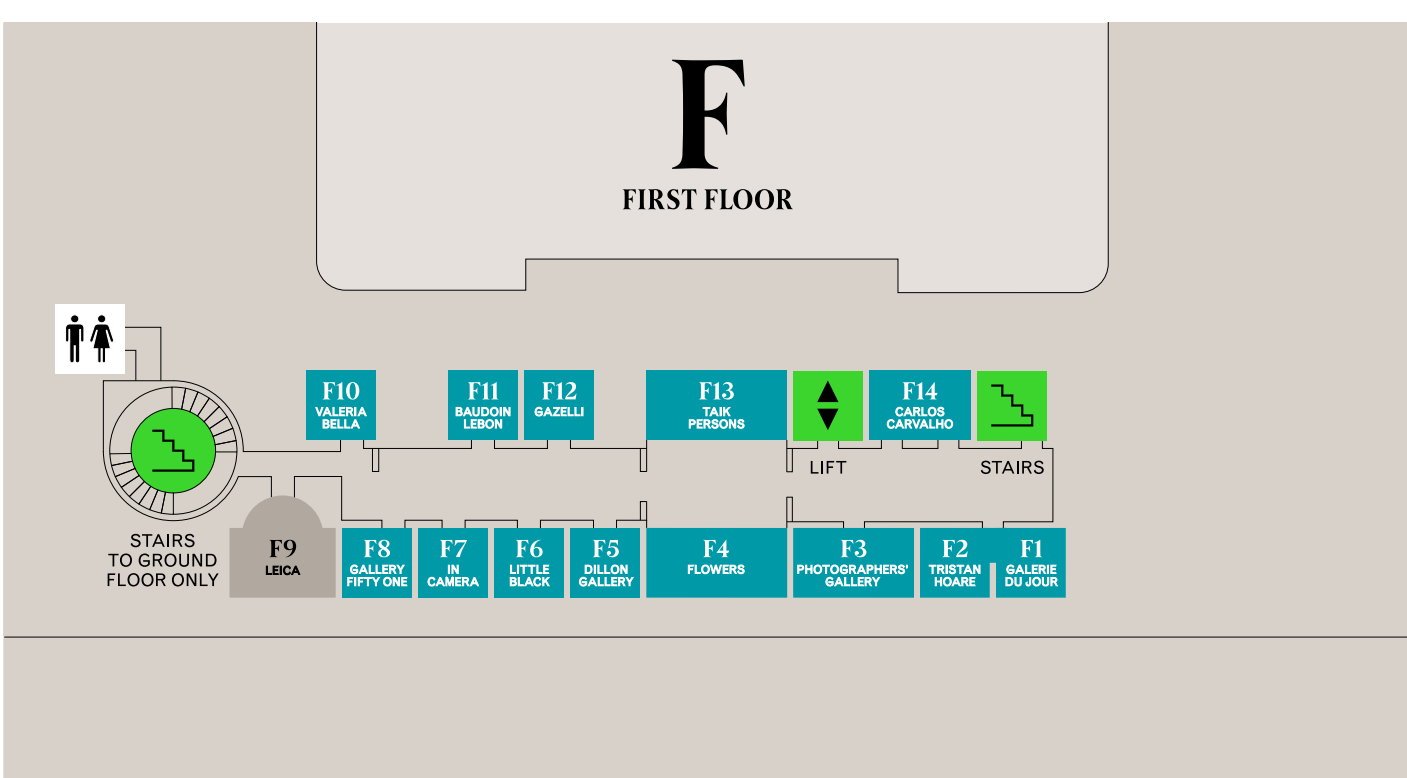 F
FIRST FLOOR
F10
VALERIA
BELLA
F11
BAUDOIN
LEBON
F12
GAZELLI
F13
TAIK
PERSONS
F14
CARLOS
CARVALHO
LIFT
STAIRS
STAIRS
TO GROUND
FLOOR ONLY
F9
LEICA
F8
GALLERY
FIFTY ONE
F7
IN
CAMERA
F6
LITTLE
BLACK
F5
DILLON
GALLERY
F4
FLOWERS
F3
PHOTOGRAPHERS'
GALLERY
F2
TRISTAN
HOARE
F1
GALERIE
DU JOUR